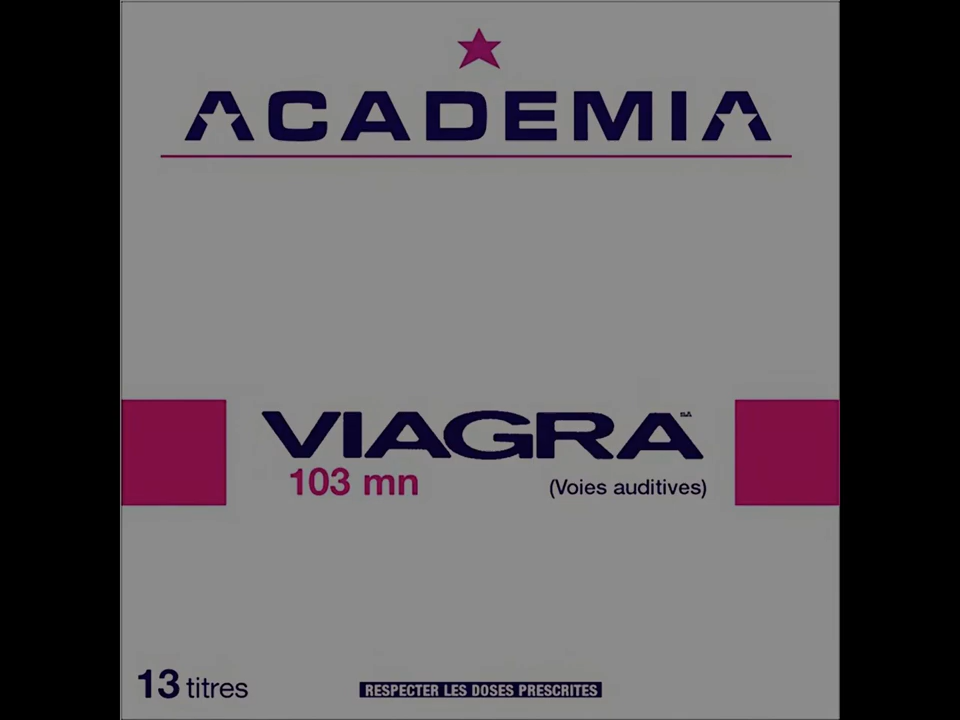 ACADEMIA
VIAGRA SA
103 mn (Voies auditives)
13 titres
RESPECTER LES DOSES PRESCRITES